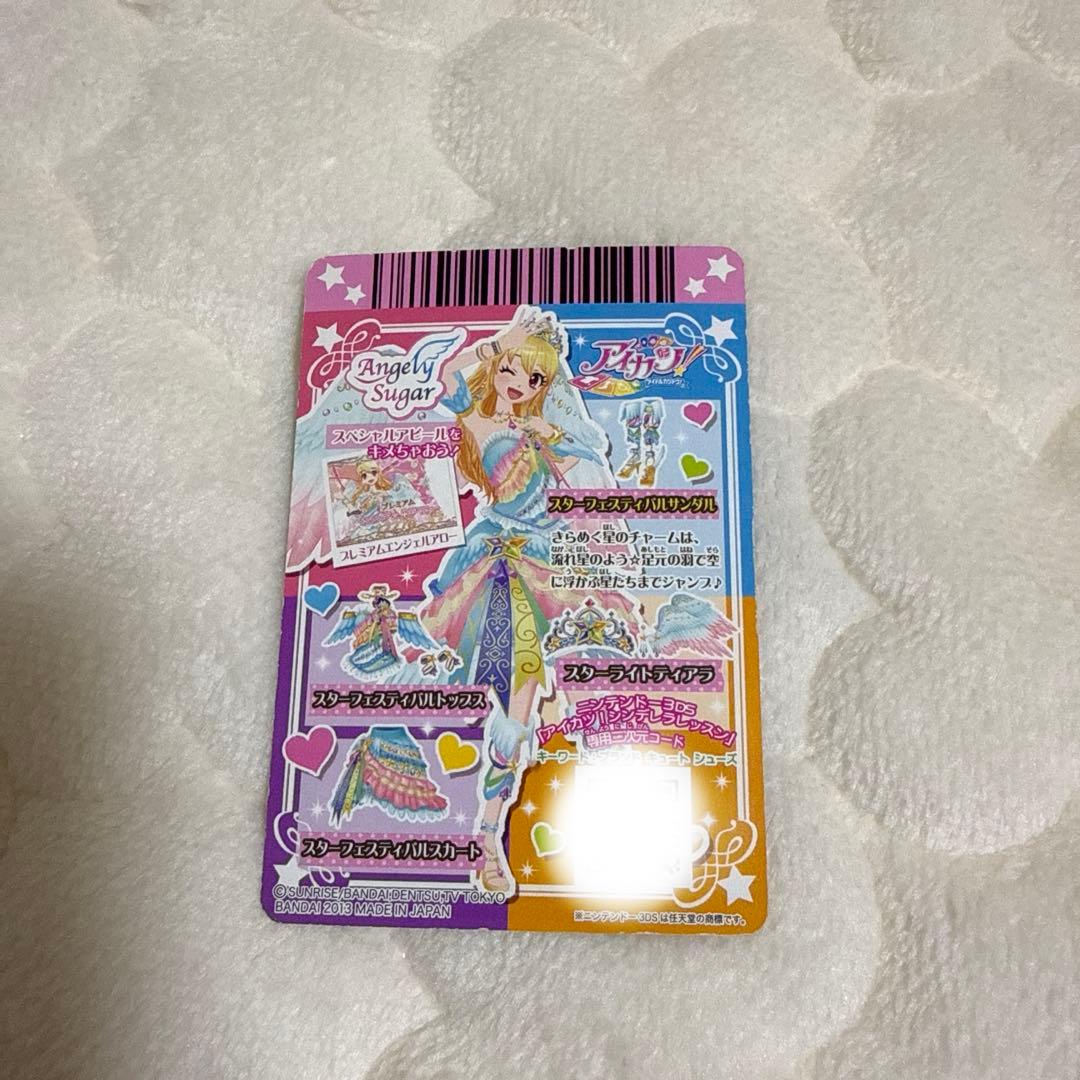 Angely
Sugar
アイカツ!
アイドルカツドウ!
スペシャルアピールを
キメちゃおう!
プレミアム
プレミアムエンジェルアロー
スターフェスティバルサンダル
きらめく星のチャームは、
流れ星のよう☆足元の羽で空
に浮かぶ星たちまでジャンプ♪
スターフェスティバルトップス
スターライトティアラ
ニンテンドー3DS
「アイカツ!シンデレラレッスン」
専用二次元コード
キーワード:ブランド キュート シューズ
スターフェスティバルスカート
©SUNRISE/BANDAI,DENTSU,TV TOKYO
BANDAI 2013 MADE IN JAPAN
※ニンテンドー3DSは任天堂の商標です。